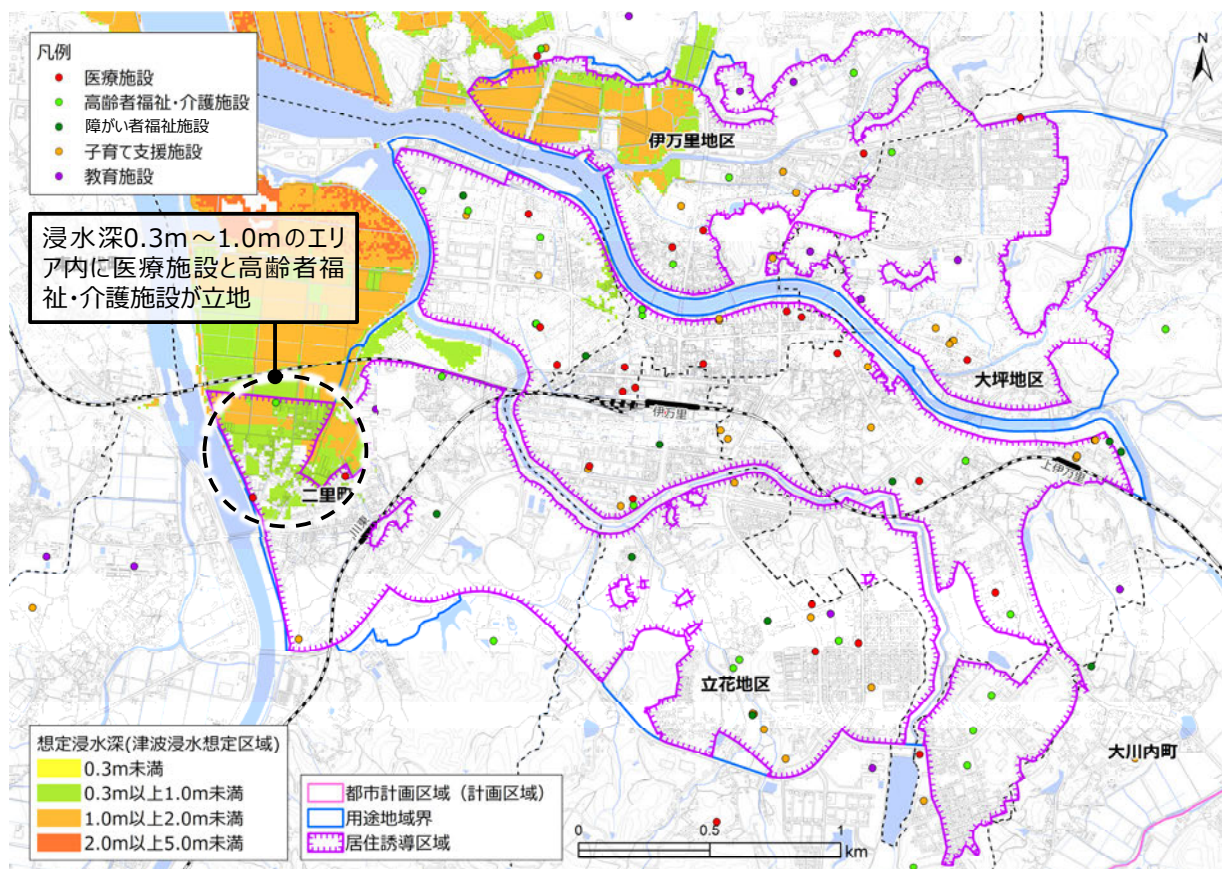 凡例
医療施設
高齢者福祉・介護施設
障がい者福祉施設
子育て支援施設
教育施設
N
伊万里地区
浸水深0.3m～1.0mのエリ
ア内に医療施設と高齢者福
祉・介護施設が立地
大坪地区
伊万里
上伊万里
二里町
川東
立花地区
大川内町
想定浸水深(津波浸水想定区域)
0.3m未満
0.3m以上1.0m未満
1.0m以上2.0m未満
2.0m以上5.0m未満
都市計画区域（計画区域）
用途地域界
居住誘導区域
0
0.5
1
km